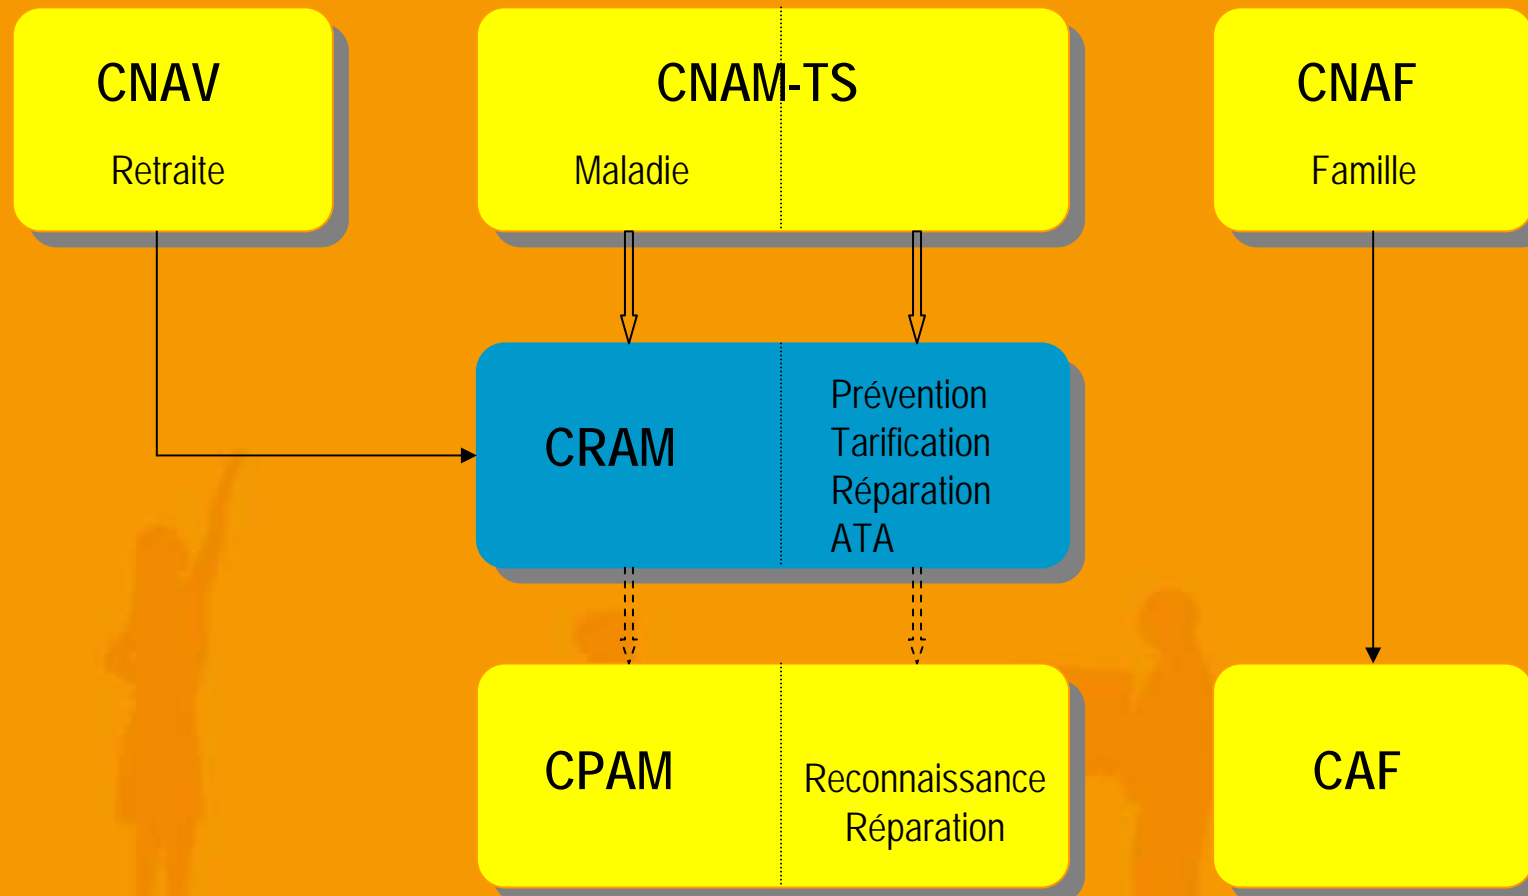 CNAV
Retraite
CNAM-TS
Maladie
CNAF
Famille
CRAM
Prévention
Tarification
Réparation
ATA
CPAM
Reconnaissance
Réparation
CAF